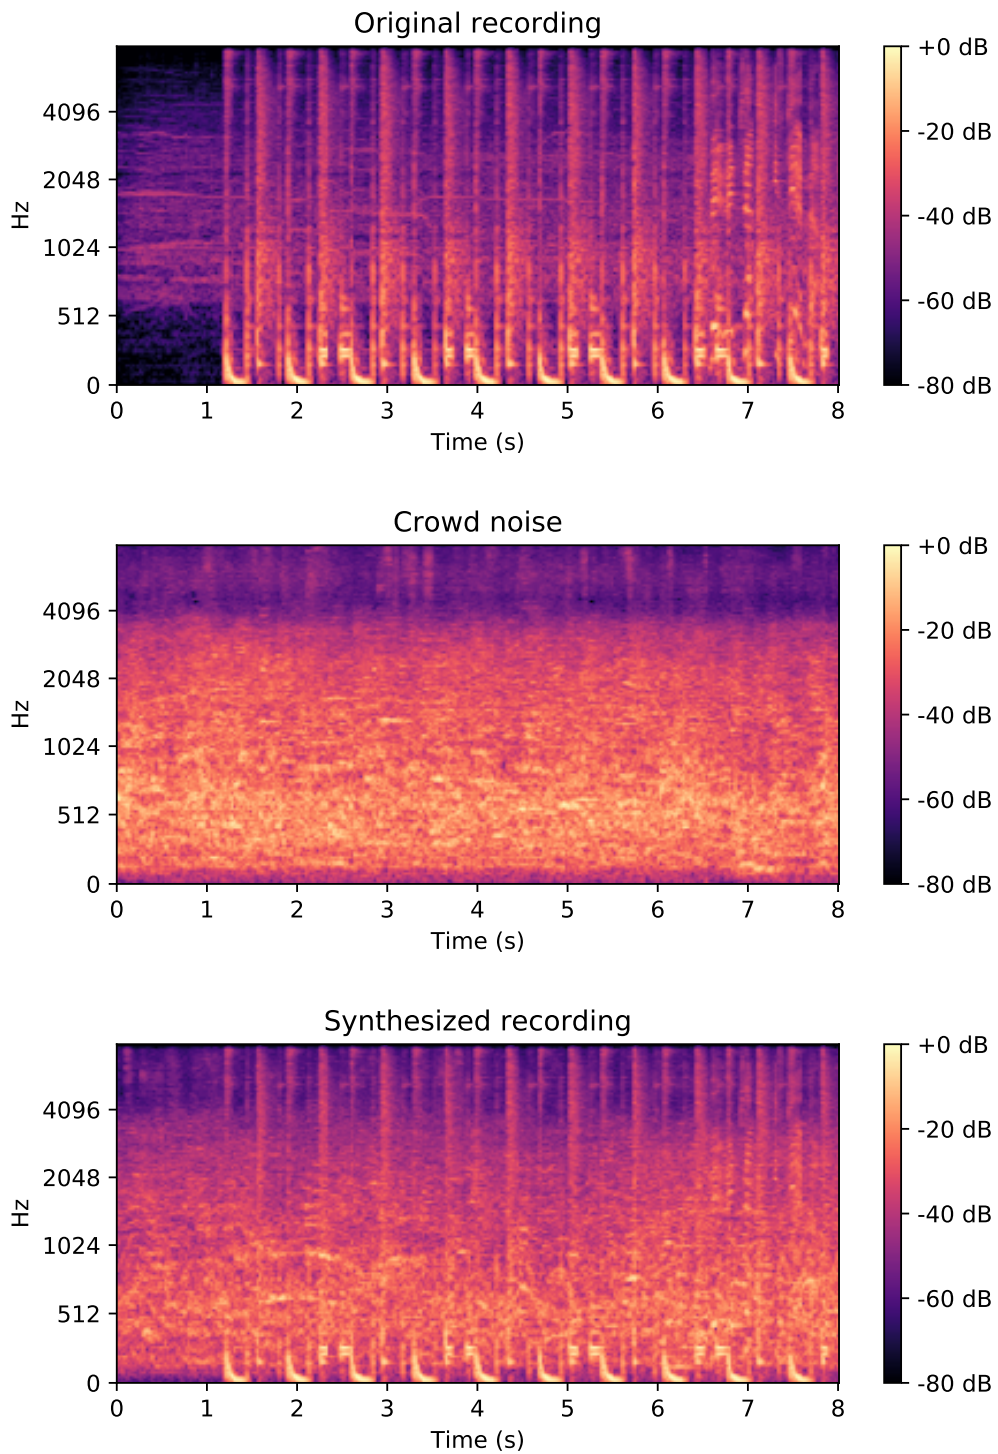 Original recording
+0 dB
4096
-20 dB
2048
Hz
-40 dB
1024
-60 dB
512
0
-80 dB
0 1 2 3 4 5 6 7 8
Time (s)
Crowd noise
+0 dB
4096
-20 dB
2048
Hz
-40 dB
1024
-60 dB
512
0
-80 dB
0 1 2 3 4 5 6 7 8
Time (s)
Synthesized recording
+0 dB
4096
-20 dB
2048
Hz
-40 dB
1024
-60 dB
512
0
-80 dB
0 1 2 3 4 5 6 7 8
Time (s)